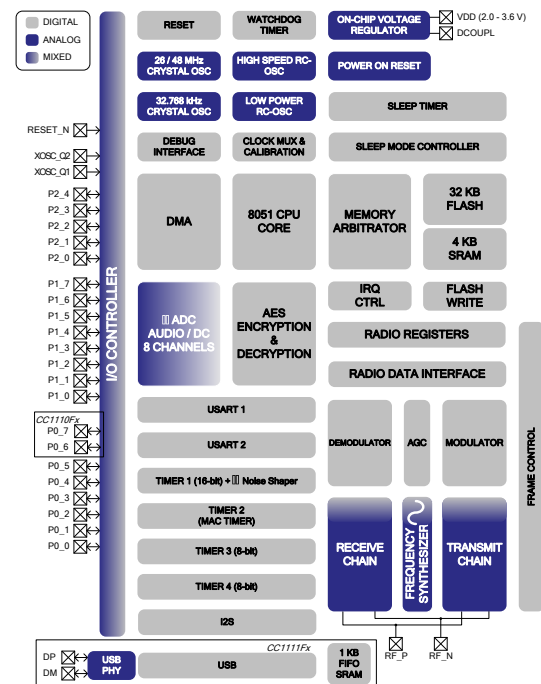 DIGITAL
ANALOG
MIXED
RESET
WATCHDOG
TIMER
ON-CHIP VOLTAGE
REGULATOR
VDD (2.0 - 3.6 V)
DCOUPL
26 / 48 MHz
CRYSTAL OSC
HIGH SPEED RC-
OSC
POWER ON RESET
32.768 kHz
CRYSTAL OSC
LOW POWER
RC-OSC
SLEEP TIMER
RESET_N
XOSC_Q2
XOSC_Q1
DEBUG
INTERFACE
CLOCK MUX &
CALIBRATION
SLEEP MODE CONTROLLER
P2_4
P2_3
P2_2
P2_1
P2_0
DMA
8051 CPU
CORE
MEMORY
ARBITRATOR
32 KB
FLASH
4 KB
SRAM
I/O CONTROLLER
P1_7
P1_6
P1_5
P1_4
P1_3
P1_2
P1_1
P1_0
ADC
AUDIO / DC
8 CHANNELS
AES
ENCRYPTION
&
DECRYPTION
IRQ
CTRL
FLASH
WRITE
RADIO REGISTERS
RADIO DATA INTERFACE
CC1110Fx
P0_7
P0_6
P0_5
P0_4
P0_3
P0_2
P0_1
P0_0
USART 1
USART 2
TIMER 1 (16-bit) + Noise Shaper
TIMER 2
(MAC TIMER)
TIMER 3 (8-bit)
TIMER 4 (8-bit)
I2S
DEMODULATOR
AGC
MODULATOR
FRAME CONTROL
RECEIVE
CHAIN
FREQUENCY
SYNTHESIZER
TRANSMIT
CHAIN
RF_P
RF_N
CC1111Fx
DP
DM
USB
PHY
USB
1 KB
FIFO
SRAM